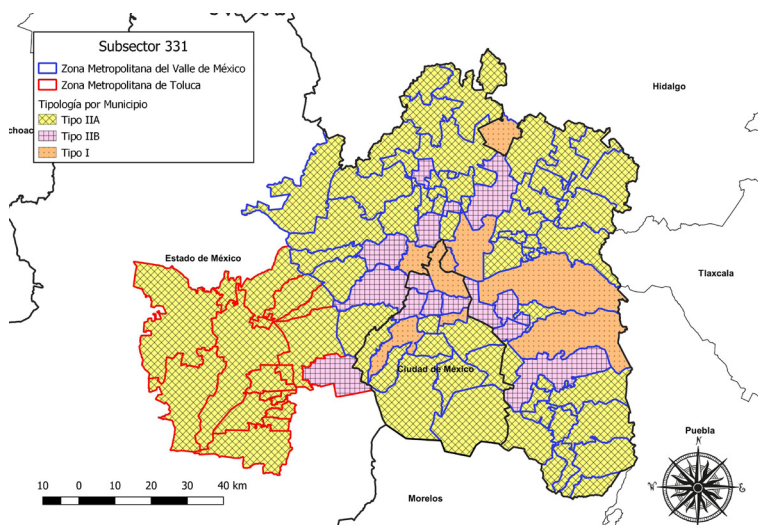 Subsector 331
Zona Metropolitana del Valle de México
Zona Metropolitana de Toluca
Tipología por Municipio
Tipo IIA
Tipo IIB
Tipo I
choac
Hidalgo
Estado de México
Tlaxcala
Ciudad de México
Puebla
N
W
E
S
10 0 10 20 30 40 km
Morelos